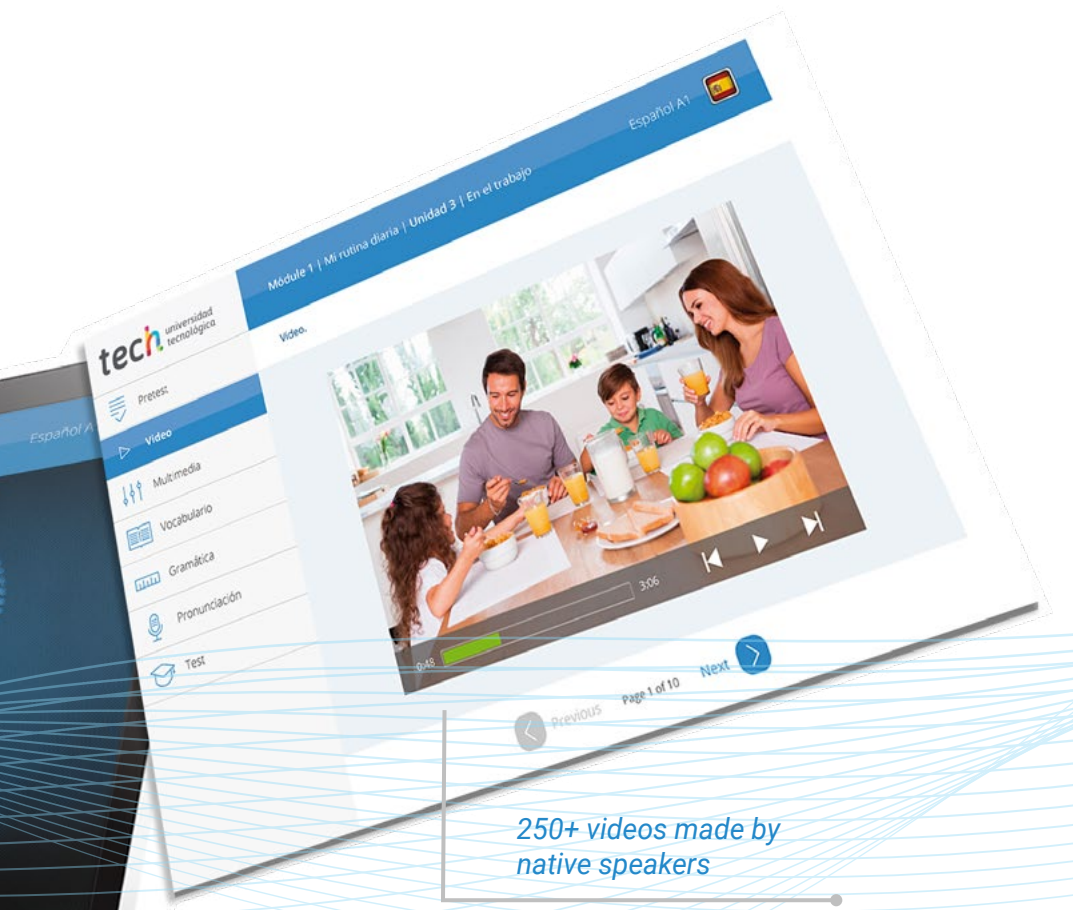 Español A1
Módule 1 | Mi rutina diaria | Unidad 3 | En el trabajo
tech universidad
tecnológica
Video.
Pretest
Video
Multimedia
Vocabulario
Gramática
Pronunciación
Test
0:48
3:06
Previous
Page 1 of 10
Next
Español A
250+ videos made by
native speakers